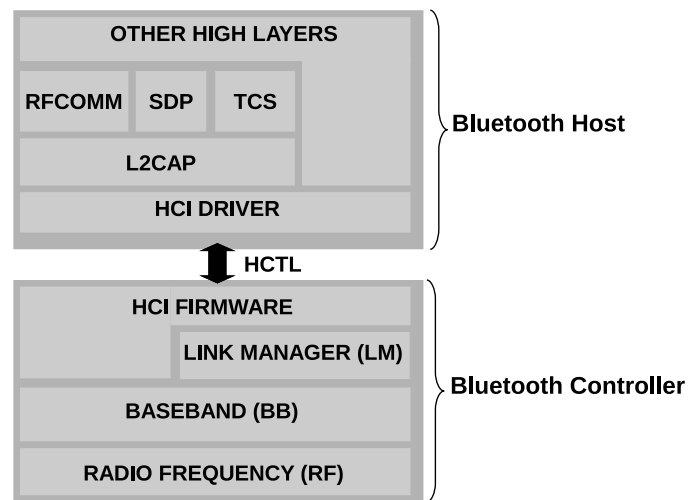 OTHER HIGH LAYERS
RFCOMM
SDP
TCS
L2CAP
HCI DRIVER
Bluetooth Host
HCTL
HCI FIRMWARE
LINK MANAGER (LM)
BASEBAND (BB)
RADIO FREQUENCY (RF)
Bluetooth Controller